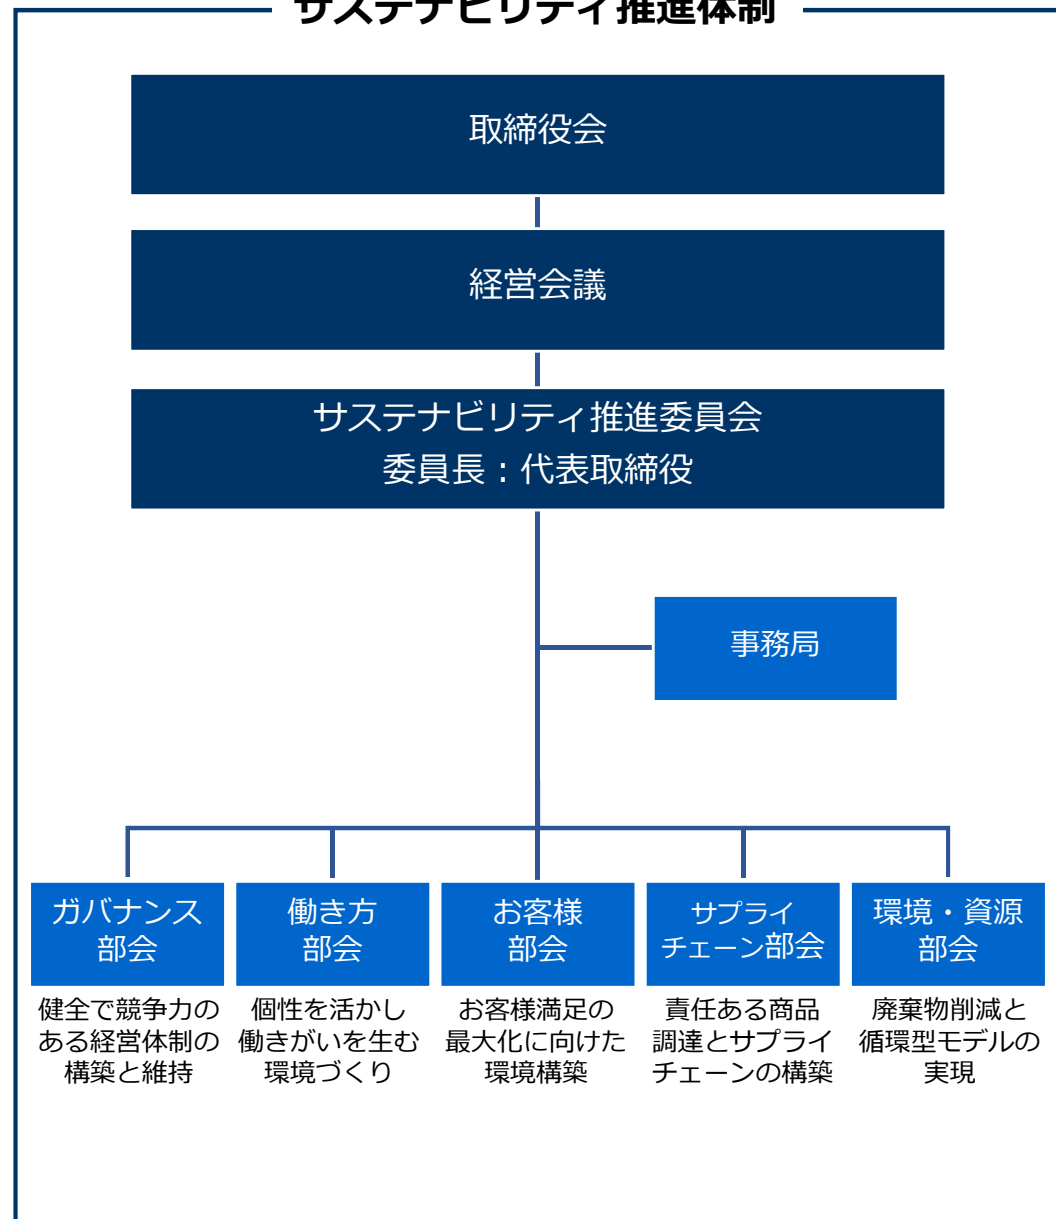 サステナビリティ推進体制
取締役会
経営会議
サステナビリティ推進委員会
委員長：代表取締役
事務局
ガバナンス
部会
働き方
部会
お客様
部会
サプライ
チェーン部会
環境・資源
部会
健全で競争力の
ある経営体制の
構築と維持
個性を活かし
働きがいを生む
環境づくり
お客様満足の
最大化に向けた
環境構築
責任ある商品
調達とサプライ
チェーンの構築
廃棄物削減と
循環型モデルの
実現